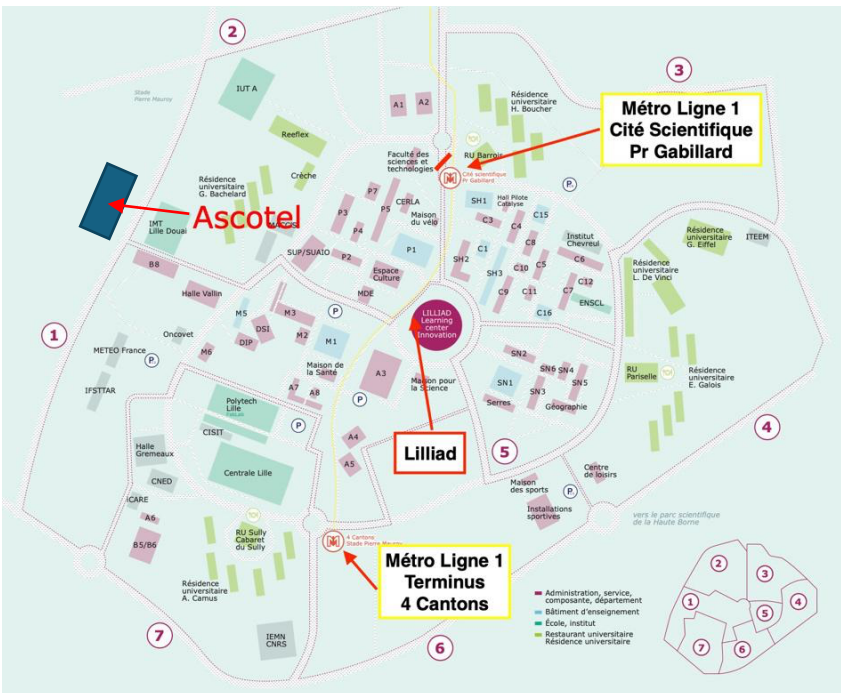 2
3
Stade
Pierre Mauroy
IUT A
A1
A2
Résidence
universitaire
H. Boucher
Métro Ligne 1
Cité Scientifique
Pr Gabillard
Reeflex
Crèche
Faculté des
sciences et
technologies
RU Barrois
Cité scientifique
Pr Gabillard
P
Résidence
universitaire
G. Bachelard
Ascotel
IMT
Lille Douai
MACCIS
SUP/SUAIO
P7
P3
P5
P4
P2
CERLA
Maison
du vélo
P1
Espace
Culture
MDE
SH1
Hall Pilote
Catalyse
C15
C3
C4
C1
C8
SH2
SH3
C10
C5
C9
C11
C6
C12
C7
ENSCL
C16
Institut
Chevreul
Résidence
universitaire
G. Eiffel
ITEEM
Résidence
universitaire
L. De Vinci
B8
Halle Vallin
1
M5
M3
DSI
DIP
M2
M6
M1
P
Oncovet
METEO France
P
IFSTTAR
LILLIAD
Learning
center
Innovation
Maison de
la Santé
A7
A8
A3
P
Maison pour
la Science
SN2
SN1
SN6
SN4
SN3
SN5
Serres
Géographie
RU
Pariselle
Résidence
universitaire
E. Galois
4
Polytech
Lille
CISIT
P
Halle
Gremeaux
CNED
iCARE
A6
B5/B6
Centrale Lille
A4
A5
Lilliad
5
Maison
des sports
Centre
de loisirs
P
Installations
sportives
vers le parc scientifique
de la Haute Borne
RU Sully
Cabaret
du Sully
Résidence
universitaire
A. Camus
4 Cantons
Stade Pierre Mauroy
Métro Ligne 1
Terminus
4 Cantons
IEMN
CNRS
7
6
Administration, service,
composante, département
Bâtiment d'enseignement
École, institut
Restaurant universitaire
Résidence universitaire
2
3
1
4
5
7
6